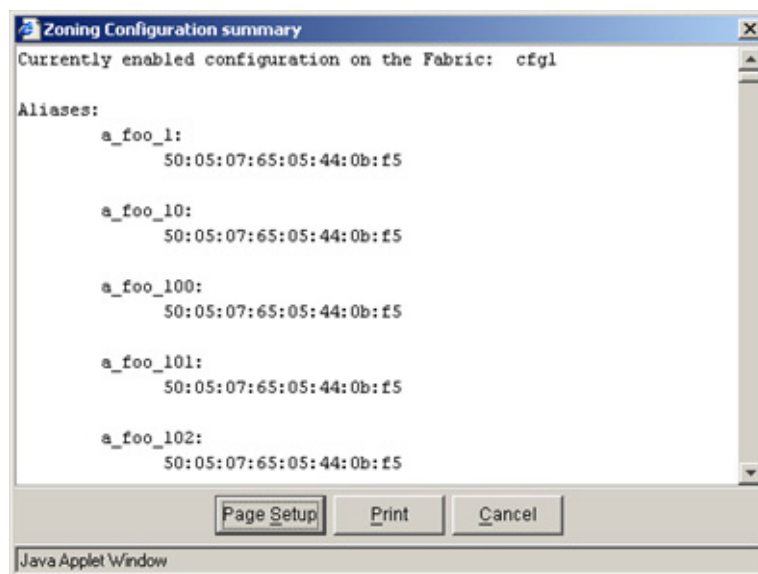 Zoning Configuration summary
Currently enabled configuration on the Fabric: cfg1
Aliases:
a_foo_1:
50:05:07:65:05:44:0b:f5
a_foo_10:
50:05:07:65:05:44:0b:f5
a_foo_100:
50:05:07:65:05:44:0b:f5
a_foo_101:
50:05:07:65:05:44:0b:f5
a_foo_102:
50:05:07:65:05:44:0b:f5
Page Setup Print Cancel
Java Applet Window